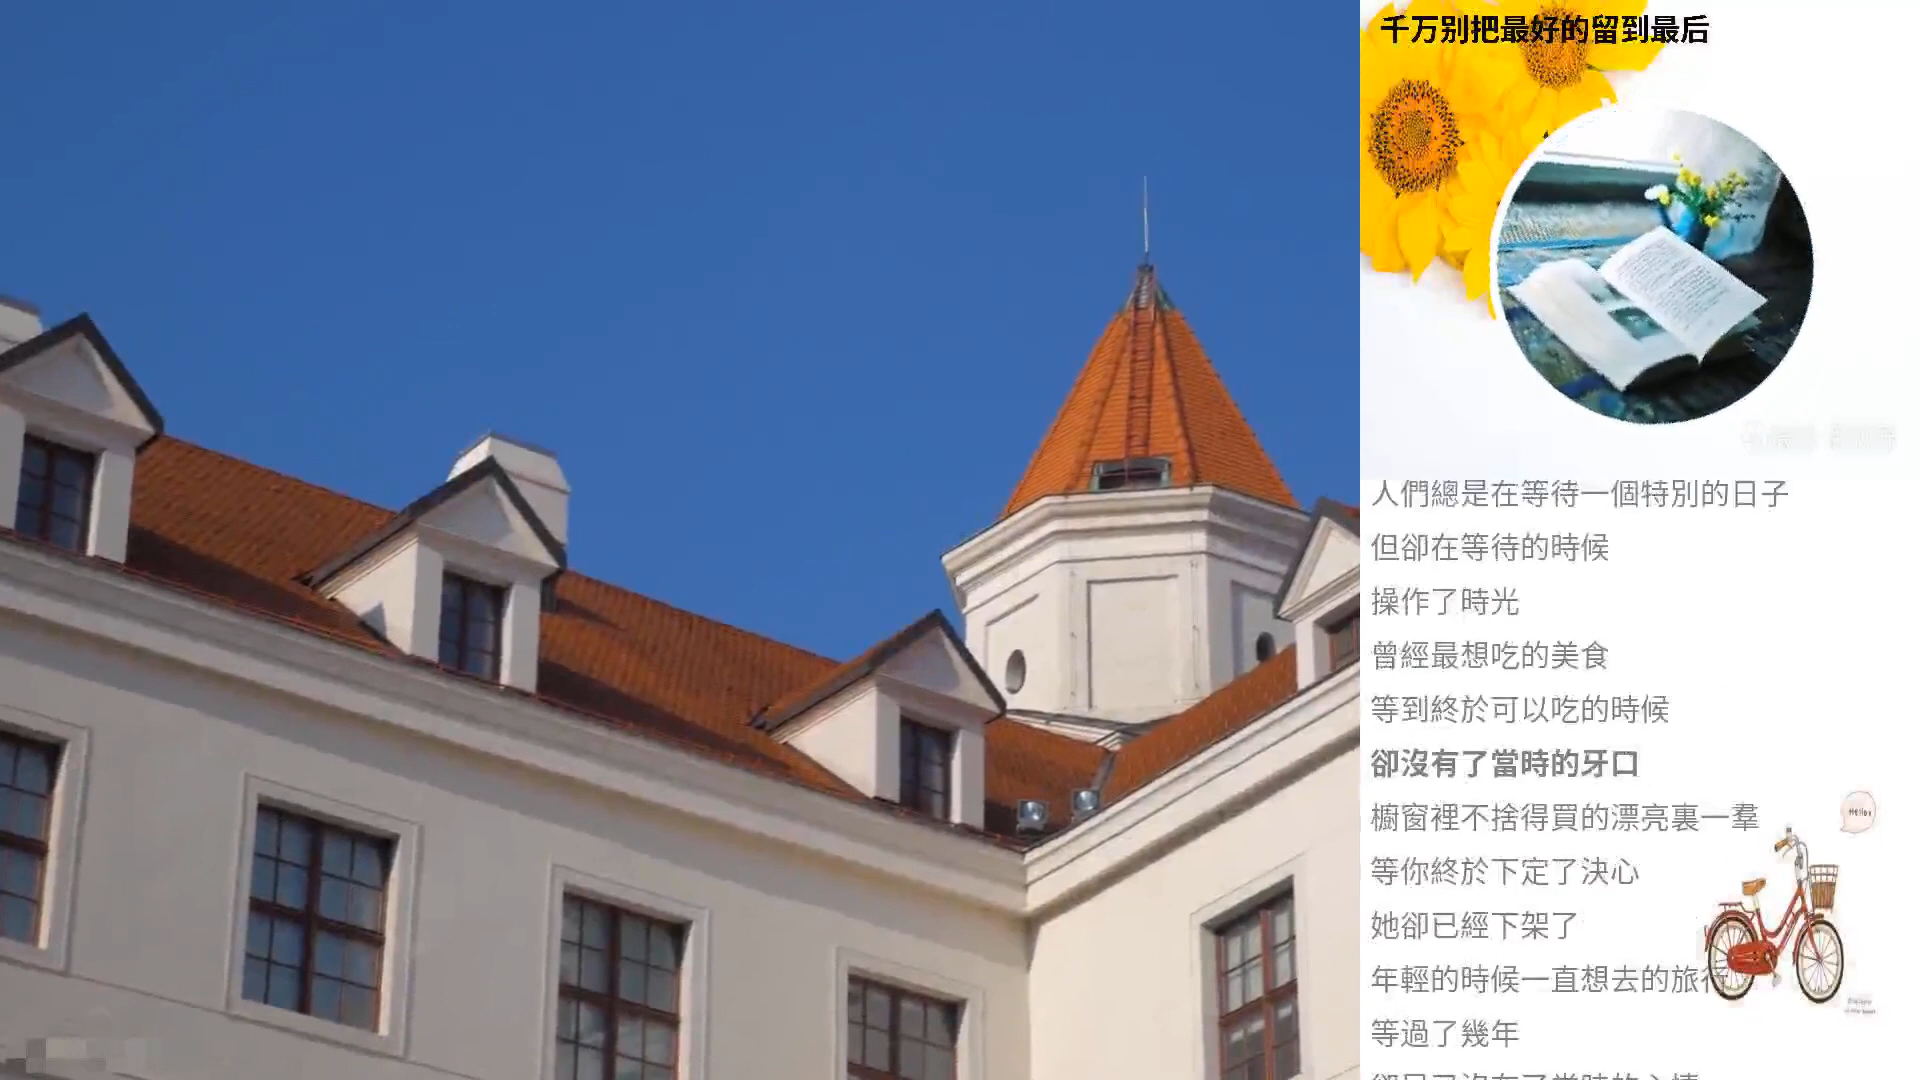 千万别把最好的留到最后
人們總是在等待一個特別的日子
但卻在等待的時候
操作了時光
曾經最想吃的美食
等到終於可以吃的時候
卻沒有了當時的牙口
櫥窗裡不捨得買的漂亮裏一羣
等你終於下定了決心
她卻已經下架了
年輕的時候一直想去的旅行
等過了幾年
Hello